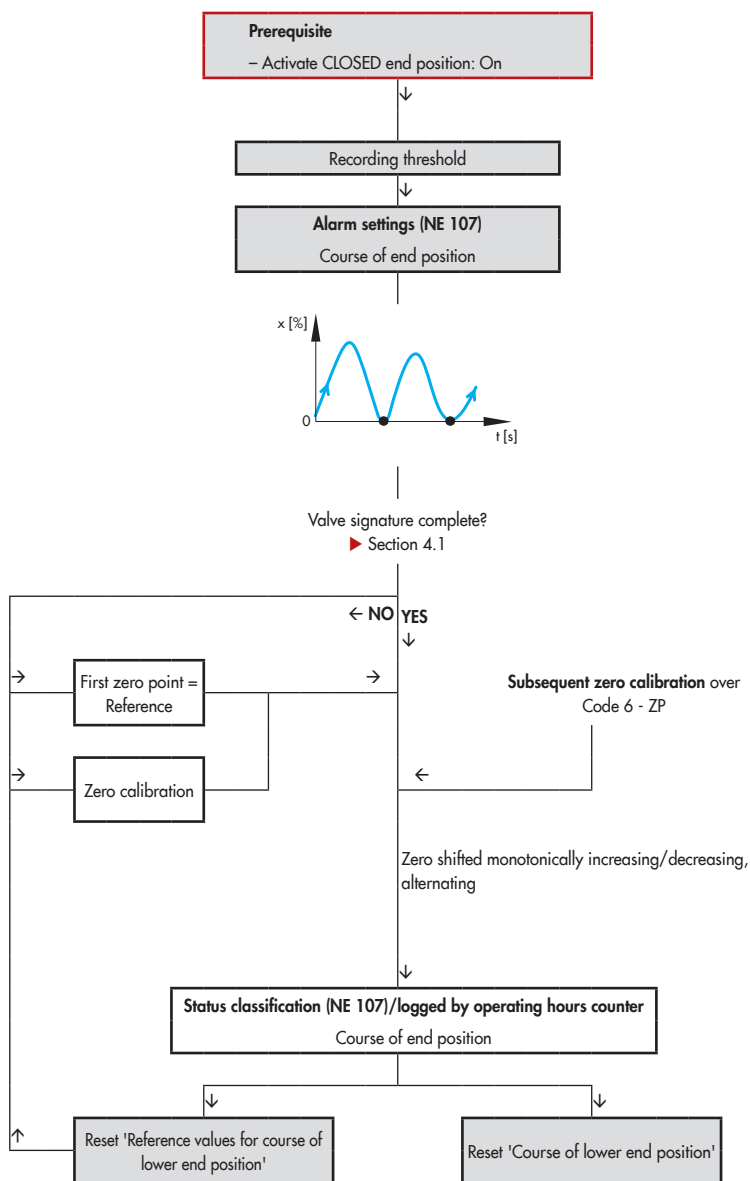 Prerequisite
– Activate CLOSED end position: On
↓
Recording threshold
↓
Alarm settings (NE 107)
Course of end position
x [%]
0
t [s]
Valve signature complete?
▶ Section 4.1
← NO YES
↓
→
First zero point =
Reference
→
Subsequent zero calibration over
Code 6 - ZP
→
Zero calibration
←
Zero shifted monotonically increasing/decreasing,
alternating
↓
Status classification (NE 107)/logged by operating hours counter
Course of end position
↓
↓
↑
Reset 'Reference values for course of
lower end position'
Reset 'Course of lower end position'